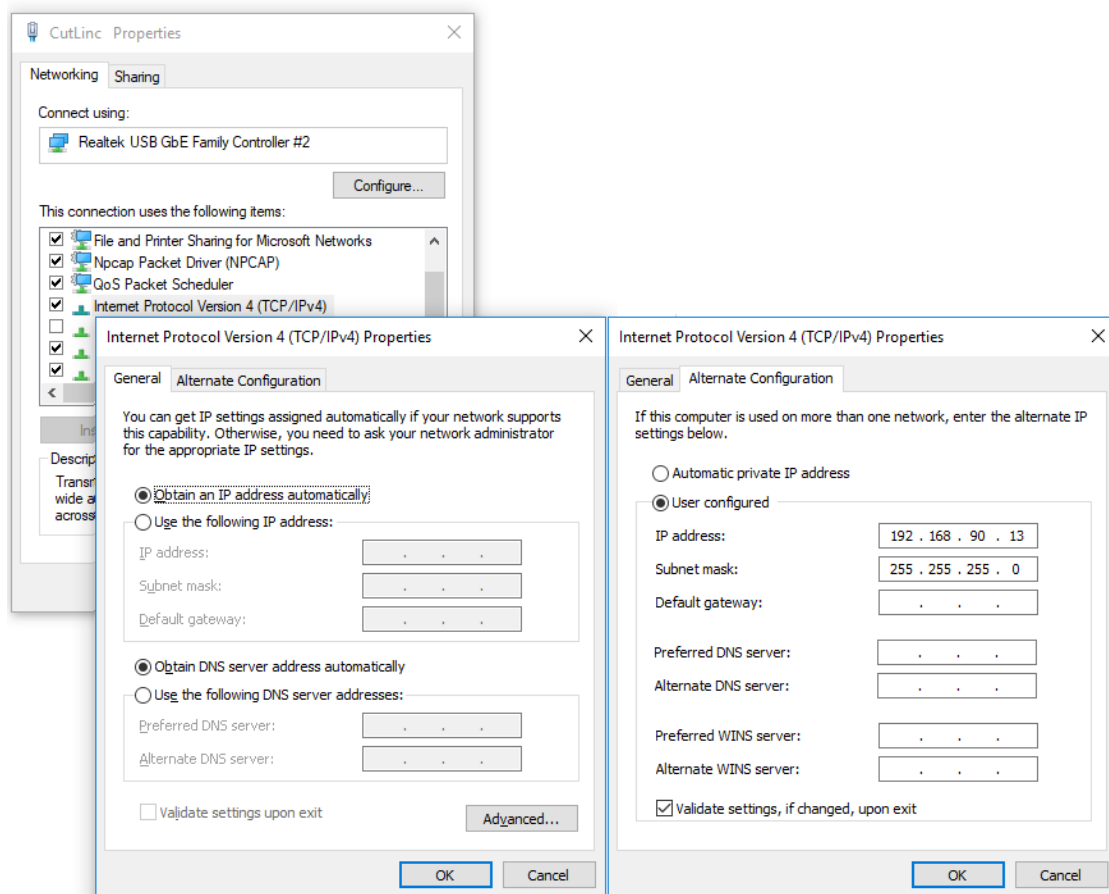 CutLinc Properties
Networking
Sharing
Connect using:
Realtek USB GbE Family Controller #2
Configure...
This connection uses the following items:
File and Printer Sharing for Microsoft Networks
Npcap Packet Driver (NPCAP)
QoS Packet Scheduler
Internet Protocol Version 4 (TCP/IPv4)
Internet Protocol Version 4 (TCP/IPv4) Properties
General
Alternate Configuration
You can get IP settings assigned automatically if your network supports
this capability. Otherwise, you need to ask your network administrator
for the appropriate IP settings.
Obtain an IP address automatically
Use the following IP address:
IP address:
Subnet mask:
Default gateway:
Obtain DNS server address automatically
Use the following DNS server addresses:
Preferred DNS server:
Alternate DNS server:
Validate settings upon exit
Advanced...
OK
Cancel
Internet Protocol Version 4 (TCP/IPv4) Properties
General
Alternate Configuration
If this computer is used on more than one network, enter the alternate IP
settings below.
Automatic private IP address
User configured
IP address: 192 . 168 . 90 . 13
Subnet mask: 255 . 255 . 255 . 0
Default gateway:
Preferred DNS server:
Alternate DNS server:
Preferred WINS server:
Alternate WINS server:
Validate settings, if changed, upon exit
OK
Cancel